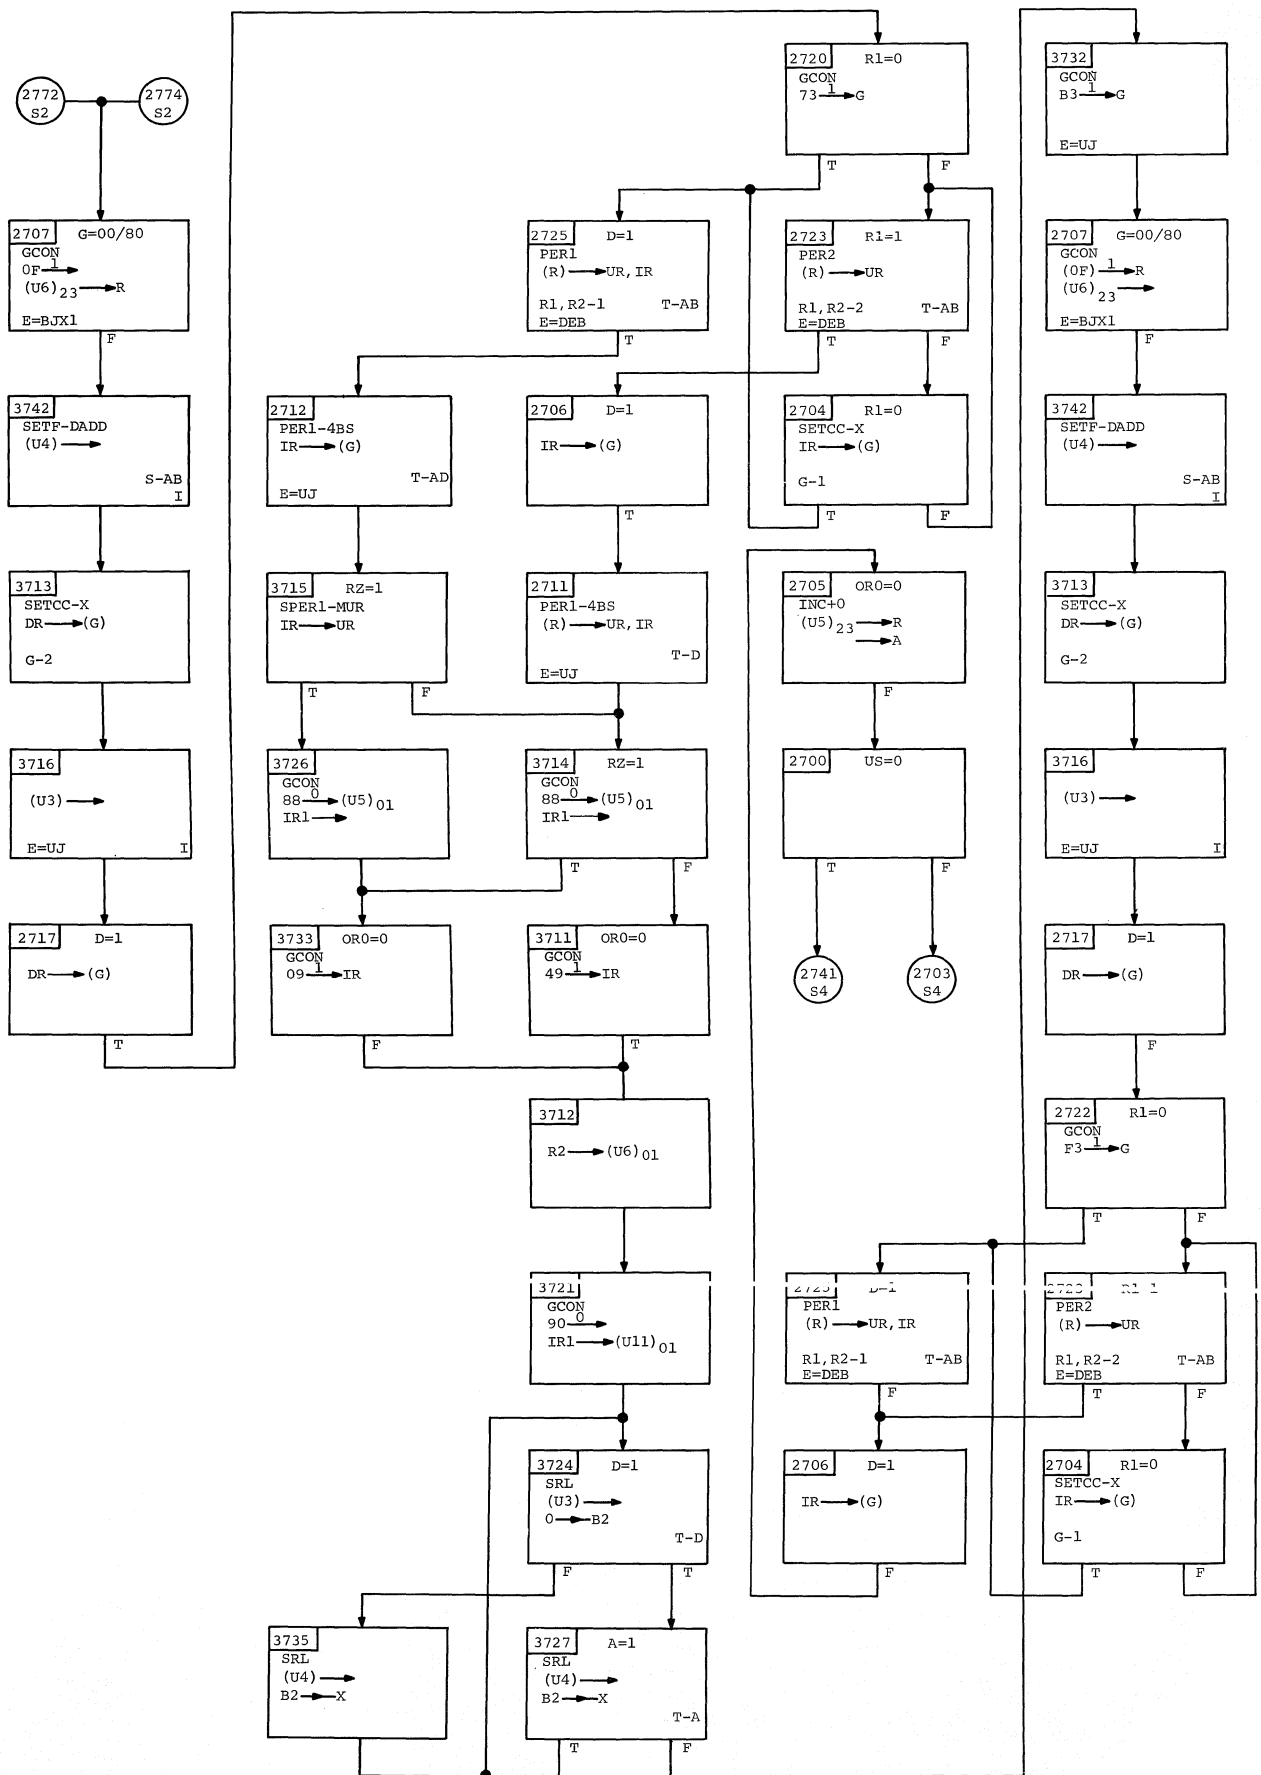 2772
S2
2774
S2
2707 G=00/80
GCON
0F 1
(U6)23 R
E=BJX1
F
3742
SETF-DADD
(U4)
S-AB
I
3713
SETCC-X
DR (G)
G-2
3716
(U3)
E=UJ I
2717 D=1
DR (G)
T
2720 R1=0
GCON
73 1 G
T F
2725 D=1
PER1
(R) UR,IR
R1,R2-1 T-AB
E=DEB
T
2723 R1=1
PER2
(R) UR
R1,R2-2 T-AB
E=DEB
T F
2712
PER1-4BS
IR (G)
T-AD
E=UJ
2706 D=1
IR (G)
T
2704 R1=0
SETCC-X
IR (G)
G-1
T F
3715 RZ=1
SPER1-MUR
IR UR
T F
2711
PER1-4BS
(R) UR,IR
T-D
E=UJ
2705 OR0=0
INC+0
(U5)23 R
A
F
3726
GCON
88 0 (U5)01
IR1
3714 RZ=1
GCON
88 0 (U5)01
IR1
T F
2700 US=0
T F
3733 OR0=0
GCON
09 1 IR
F
3711 OR0=0
GCON
49 1 IR
T
2741
S4
2703
S4
3712
R2 (U6)01
3721
GCON
90 0
IR1 (U11)01
3724 D=1
SRL
(U3)
0 B2
T-D
F T
3735
SRL
(U4)
B2 X
3727 A=1
SRL
(U4)
B2 X
T-A
T F
3732
GCON
B3 1 G
E=UJ
2707 G=00/80
GCON
(0F) 1 R
(U6)23
E=BJX1
F
3742
SETF-DADD
(U4)
S-AB
I
3713
SETCC-X
DR (G)
G-2
3716
(U3)
E=UJ I
2717 D=1
DR (G)
F
2722 R1=0
GCON
F3 1 G
T F
PER1
(R) UR,IR
R1,R2-1 T-AB
E=DEB
F
PER2
(R) UR
R1,R2-2 T-AB
E=DEB
T F
2706 D=1
IR (G)
F
2704 R1=0
SETCC-X
IR (G)
G-1
T F